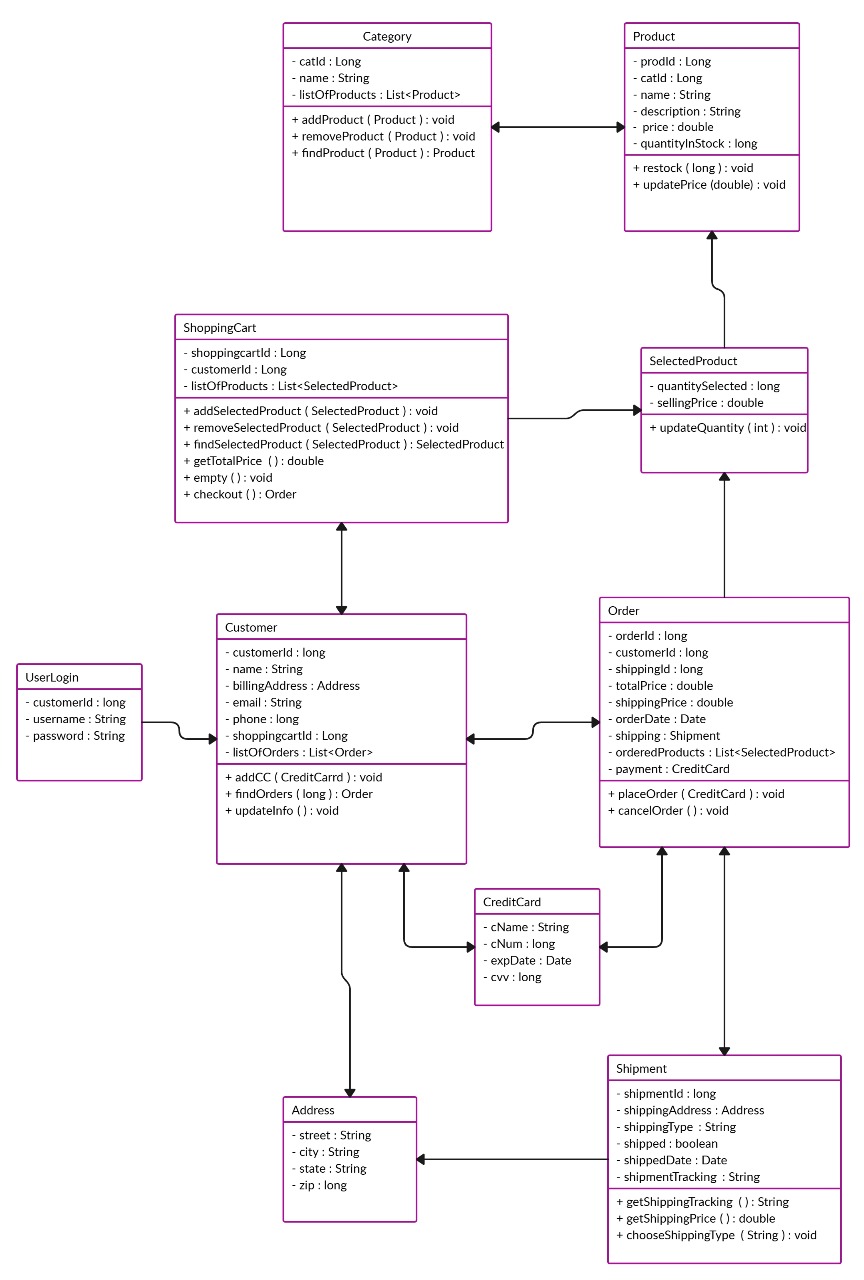 Category
- catId : Long
- name : String
- listOfProducts : List<Product>
+ addProduct ( Product ) : void
+ removeProduct ( Product ) : void
+ findProduct ( Product ) : Product
Product
- prodId : Long
- catId : Long
- name : String
- description : String
- price : double
- quantityInStock : long
+ restock ( long ) : void
+ updatePrice (double) : void
ShoppingCart
- shoppingcartId : Long
- customerId : Long
- listOfProducts : List<SelectedProduct>
+ addSelectedProduct ( SelectedProduct ) : void
+ removeSelectedProduct ( SelectedProduct ) : void
+ findSelectedProduct ( SelectedProduct ) : SelectedProduct
+ getTotalPrice ( ) : double
+ empty ( ) : void
+ checkout ( ) : Order
SelectedProduct
- quantitySelected : long
- sellingPrice : double
+ updateQuantity ( int ) : void
Customer
- customerId : long
- name : String
- billingAddress : Address
- email : String
- phone : long
- shoppingcartId : Long
- listOfOrders : List<Order>
+ addCC ( CreditCarrd ) : void
+ findOrders ( long ) : Order
+ updateInfo ( ) : void
Order
- orderId : long
- customerId : long
- shippingId : long
- totalPrice : double
- shippingPrice : double
- orderDate : Date
- shipping : Shipment
- orderedProducts : List<SelectedProduct>
- payment : CreditCard
+ placeOrder ( CreditCard ) : void
+ cancelOrder ( ) : void
UserLogin
- customerId : long
- username : String
- password : String
CreditCard
- cName : String
- cNum : long
- expDate : Date
- cvv : long
Address
- street : String
- city : String
- state : String
- zip : long
Shipment
- shipmentId : long
- shippingAddress : Address
- shippingType : String
- shipped : boolean
- shippedDate : Date
- shipmentTracking : String
+ getShippingTracking ( ) : String
+ getShippingPrice ( ) : double
+ chooseShippingType ( String ) : void